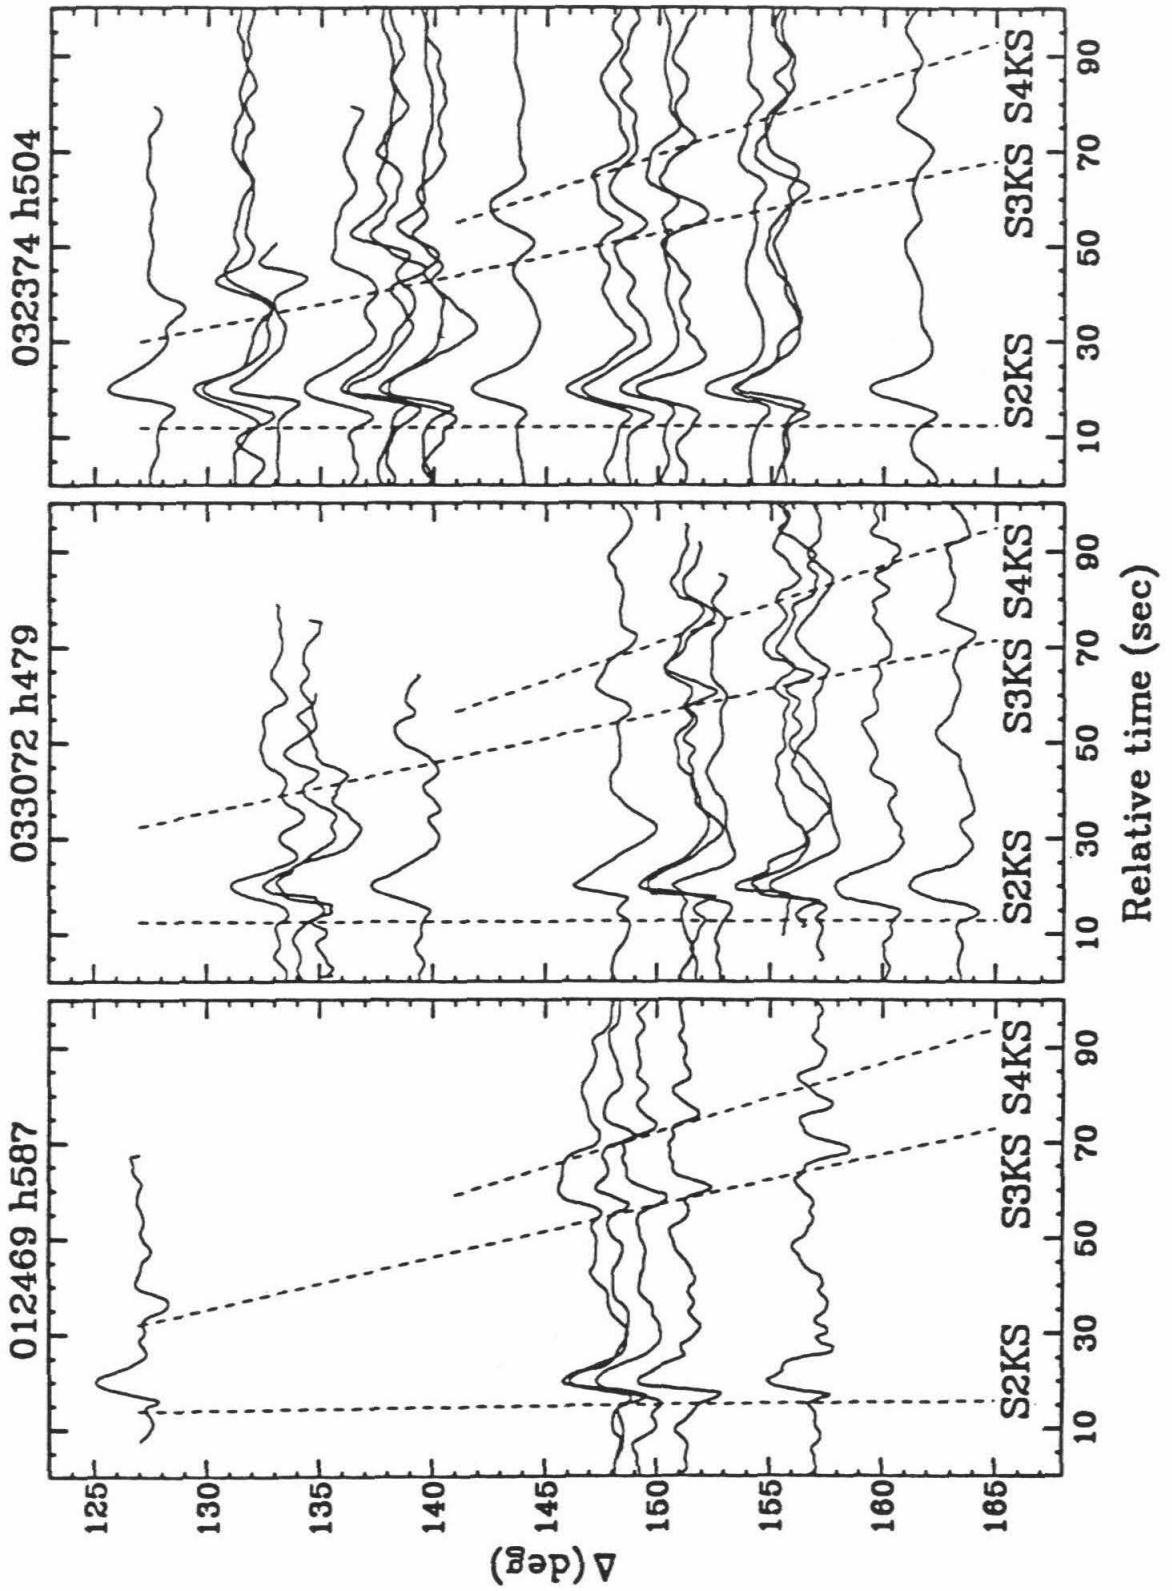 012469 h587
033072 h479
032374 h504
Δ (deg)
125
130
135
140
145
150
155
160
165
S2KS S3KS S4KS
S2KS S3KS S4KS
S2KS S3KS S4KS
10 30 50 70 90
10 30 50 70 90
10 30 50 70 90
Relative time (sec)